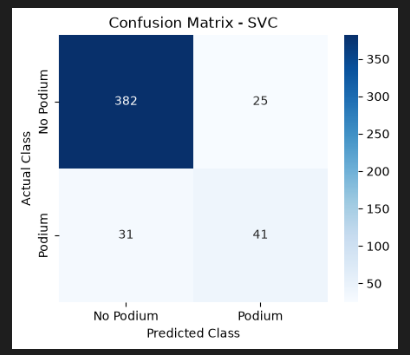 Confusion Matrix - SVC
Actual Class
No Podium
Podium
382
25
31
41
No Podium
Podium
Predicted Class
350
300
250
200
150
100
50